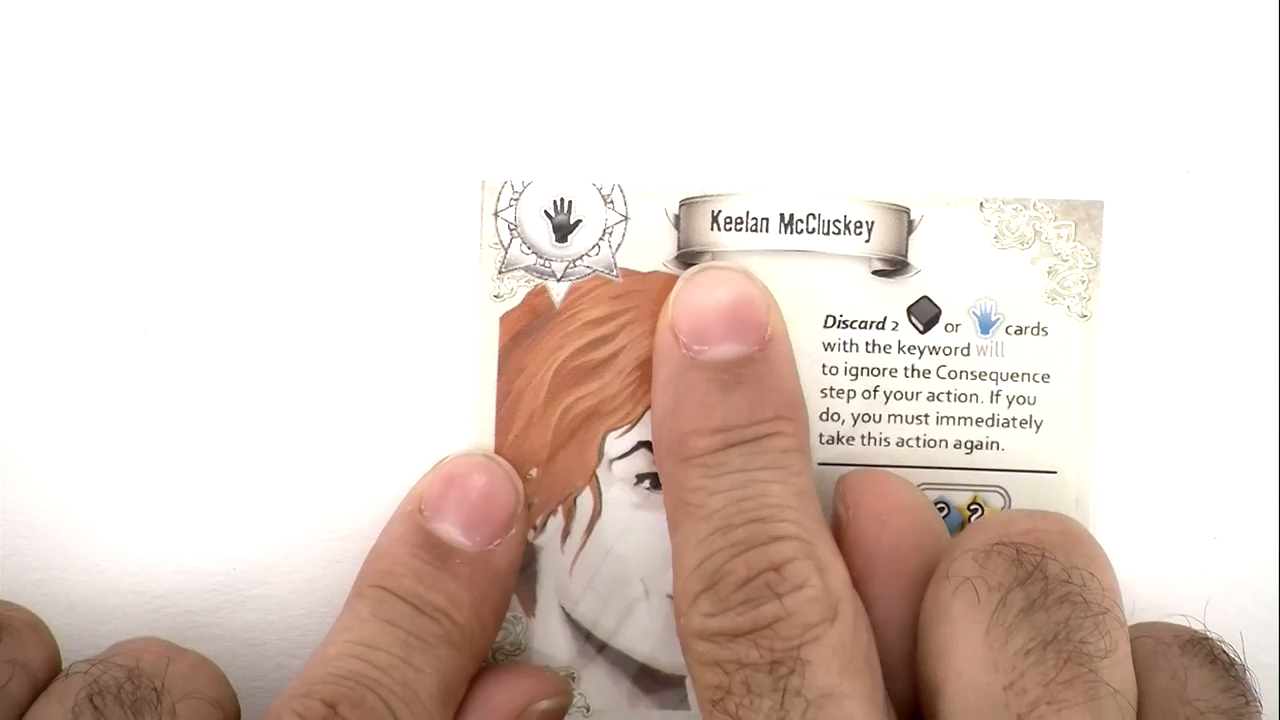 Keelan McCluskey
Discard 2 or cards
with the keyword will
to ignore the Consequence
step of your action. If you
do, you must immediately
take this action again.
? ?